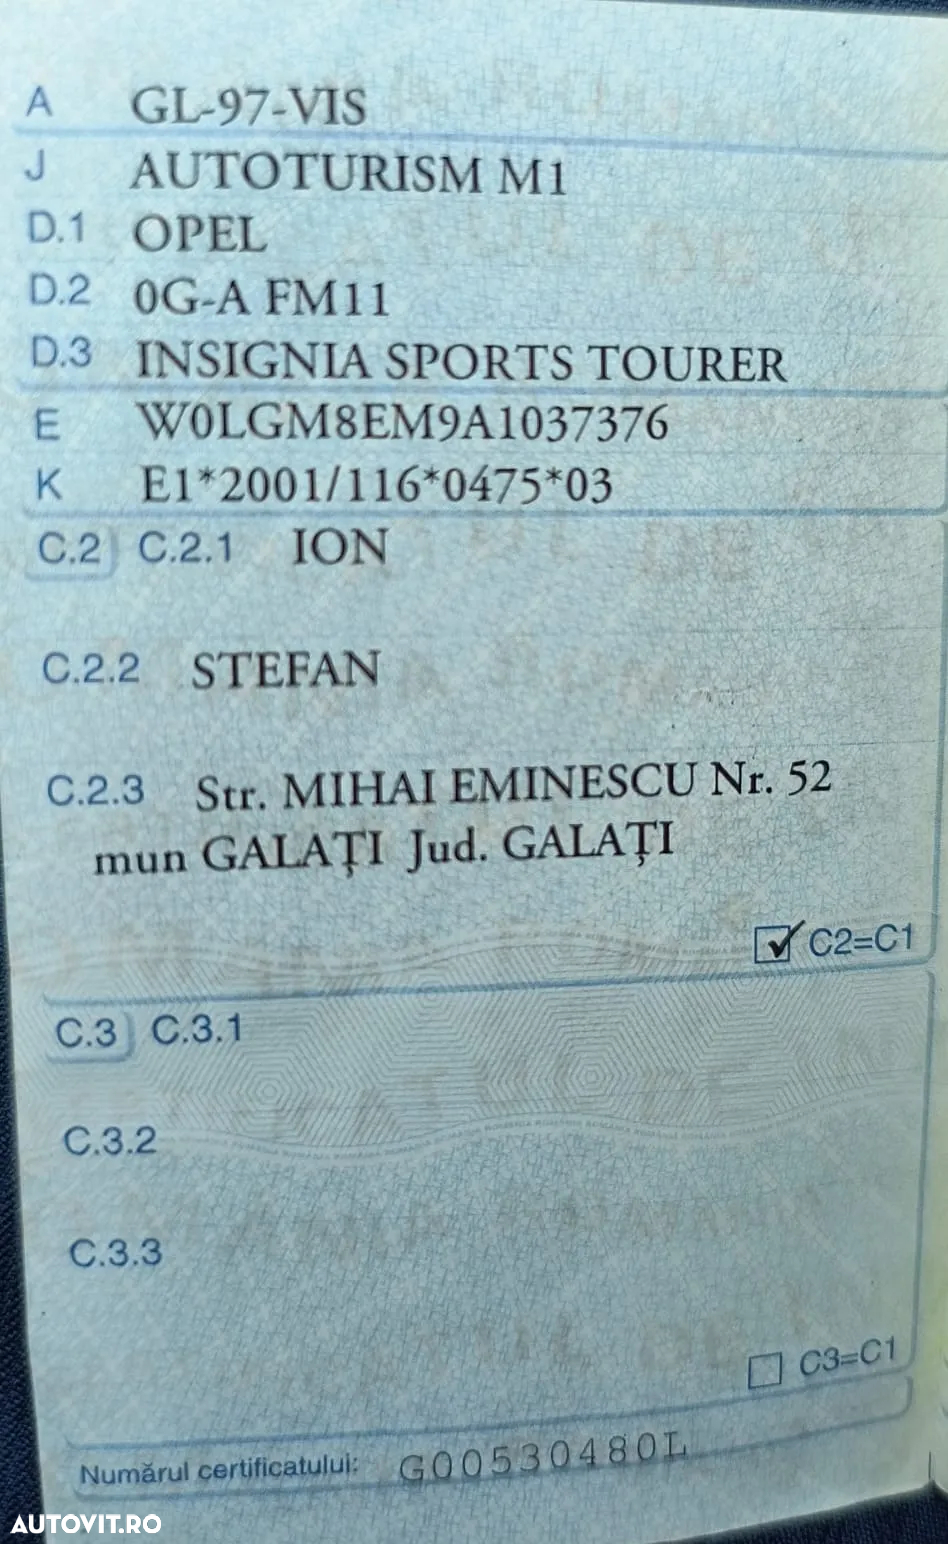 A GL-97-VIS
J AUTOTURISM M1
D.1 OPEL
D.2 0G-A FM11
D.3 INSIGNIA SPORTS TOURER
E W0LGM8EM9A1037376
K E1*2001/116*0475*03
C.2 C.2.1 ION
C.2.2 STEFAN
C.2.3 Str. MIHAI EMINESCU Nr. 52
mun GALAȚI Jud. GALAȚI
C2=C1
C.3 C.3.1
C.3.2
C.3.3
C3=C1
Numărul certificatului: G00530480L
AUTOVIT.RO